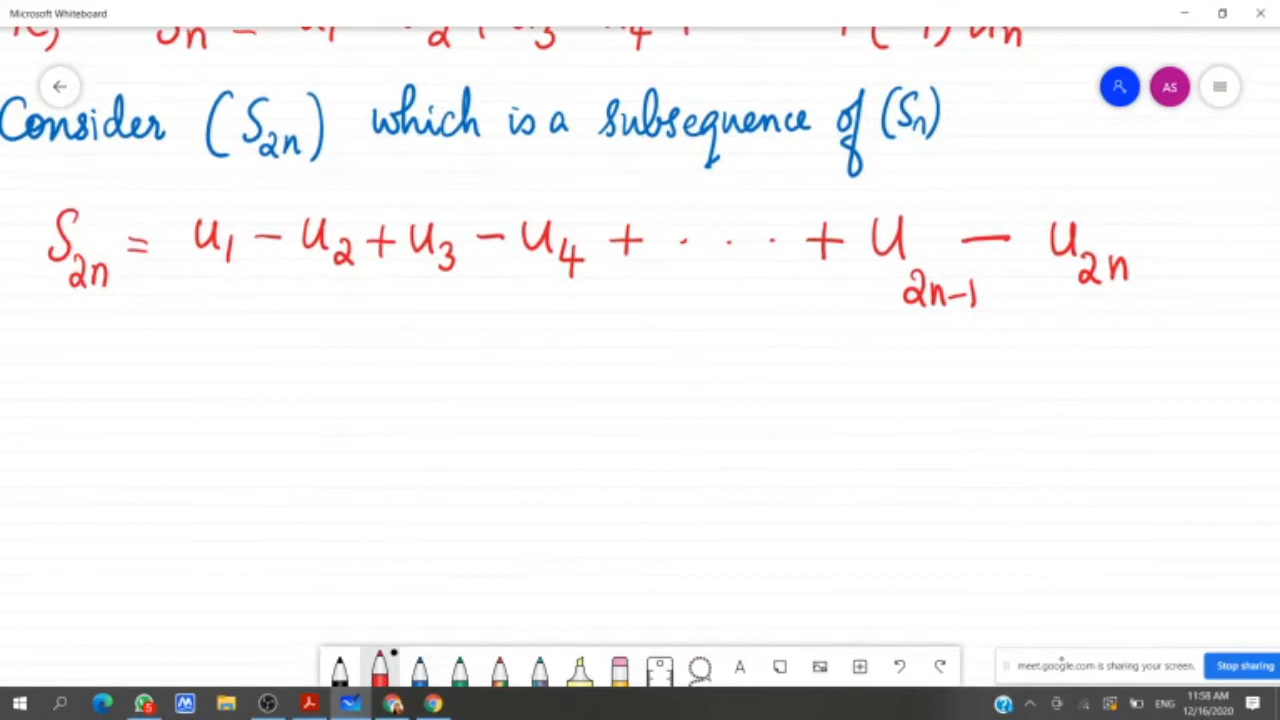 Microsoft Whiteboard
Consider (S2n) which is a subsequence of (Sn)
AS
S2n = u1 - u2 + u3 - u4 + . . . + u2n-1 - u2n
A
meet.google.com is sharing your screen.
Stop sharing
ENG
11:58 AM
12/16/2020